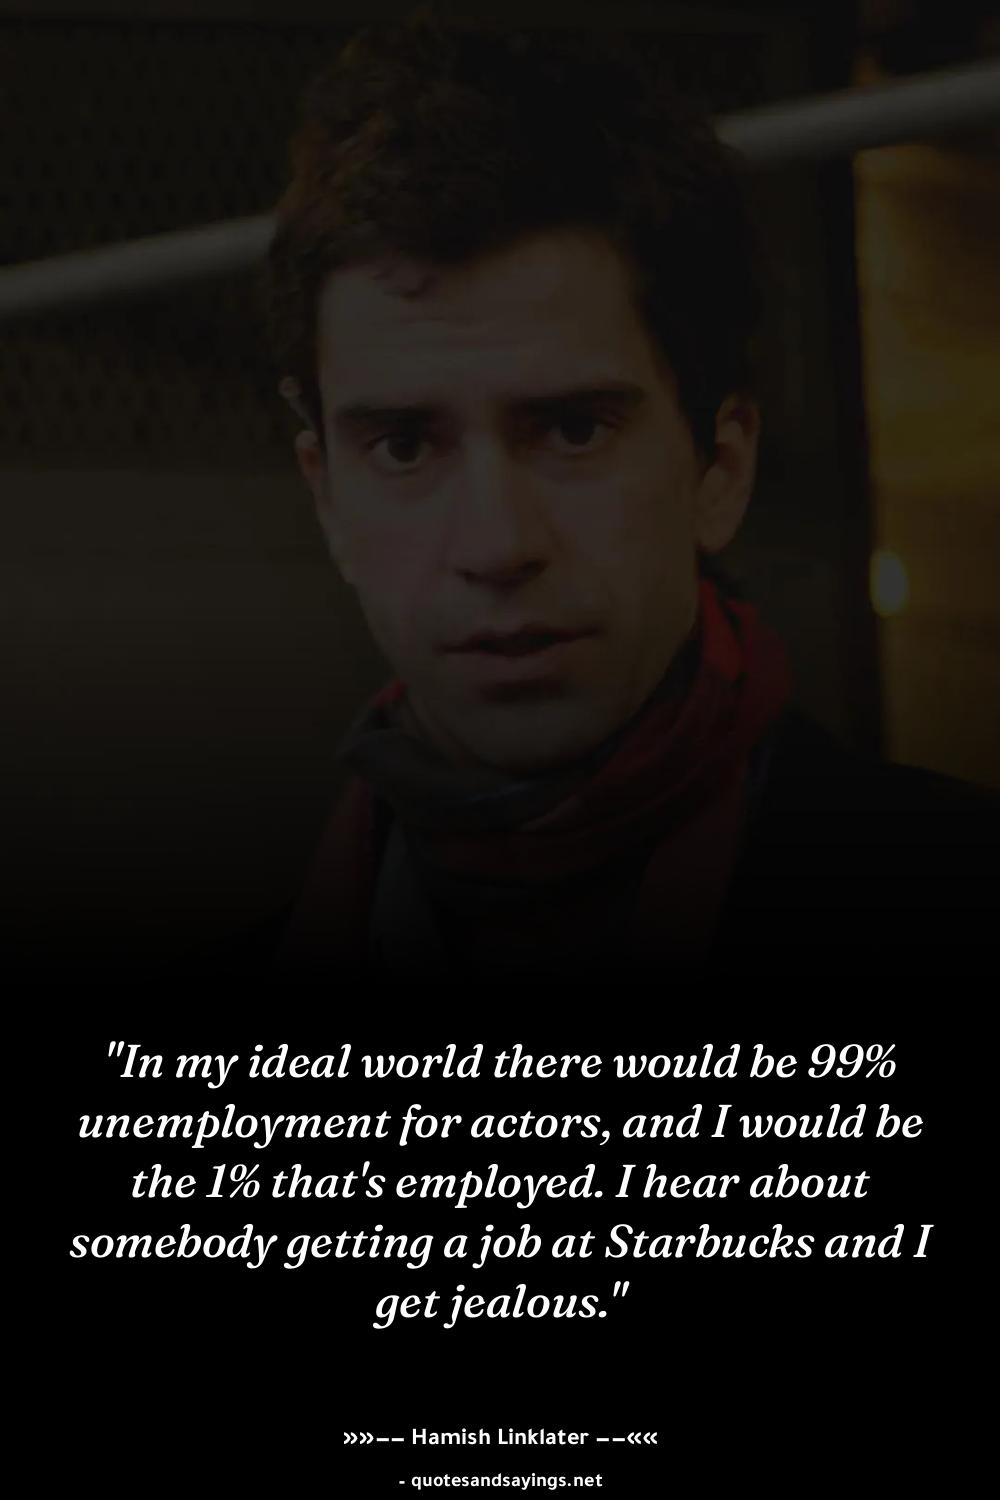 "In my ideal world there would be 99%
unemployment for actors, and I would be
the 1% that's employed. I hear about
somebody getting a job at Starbucks and I
get jealous."
»»—— Hamish Linklater ——««
- quotesandsayings.net